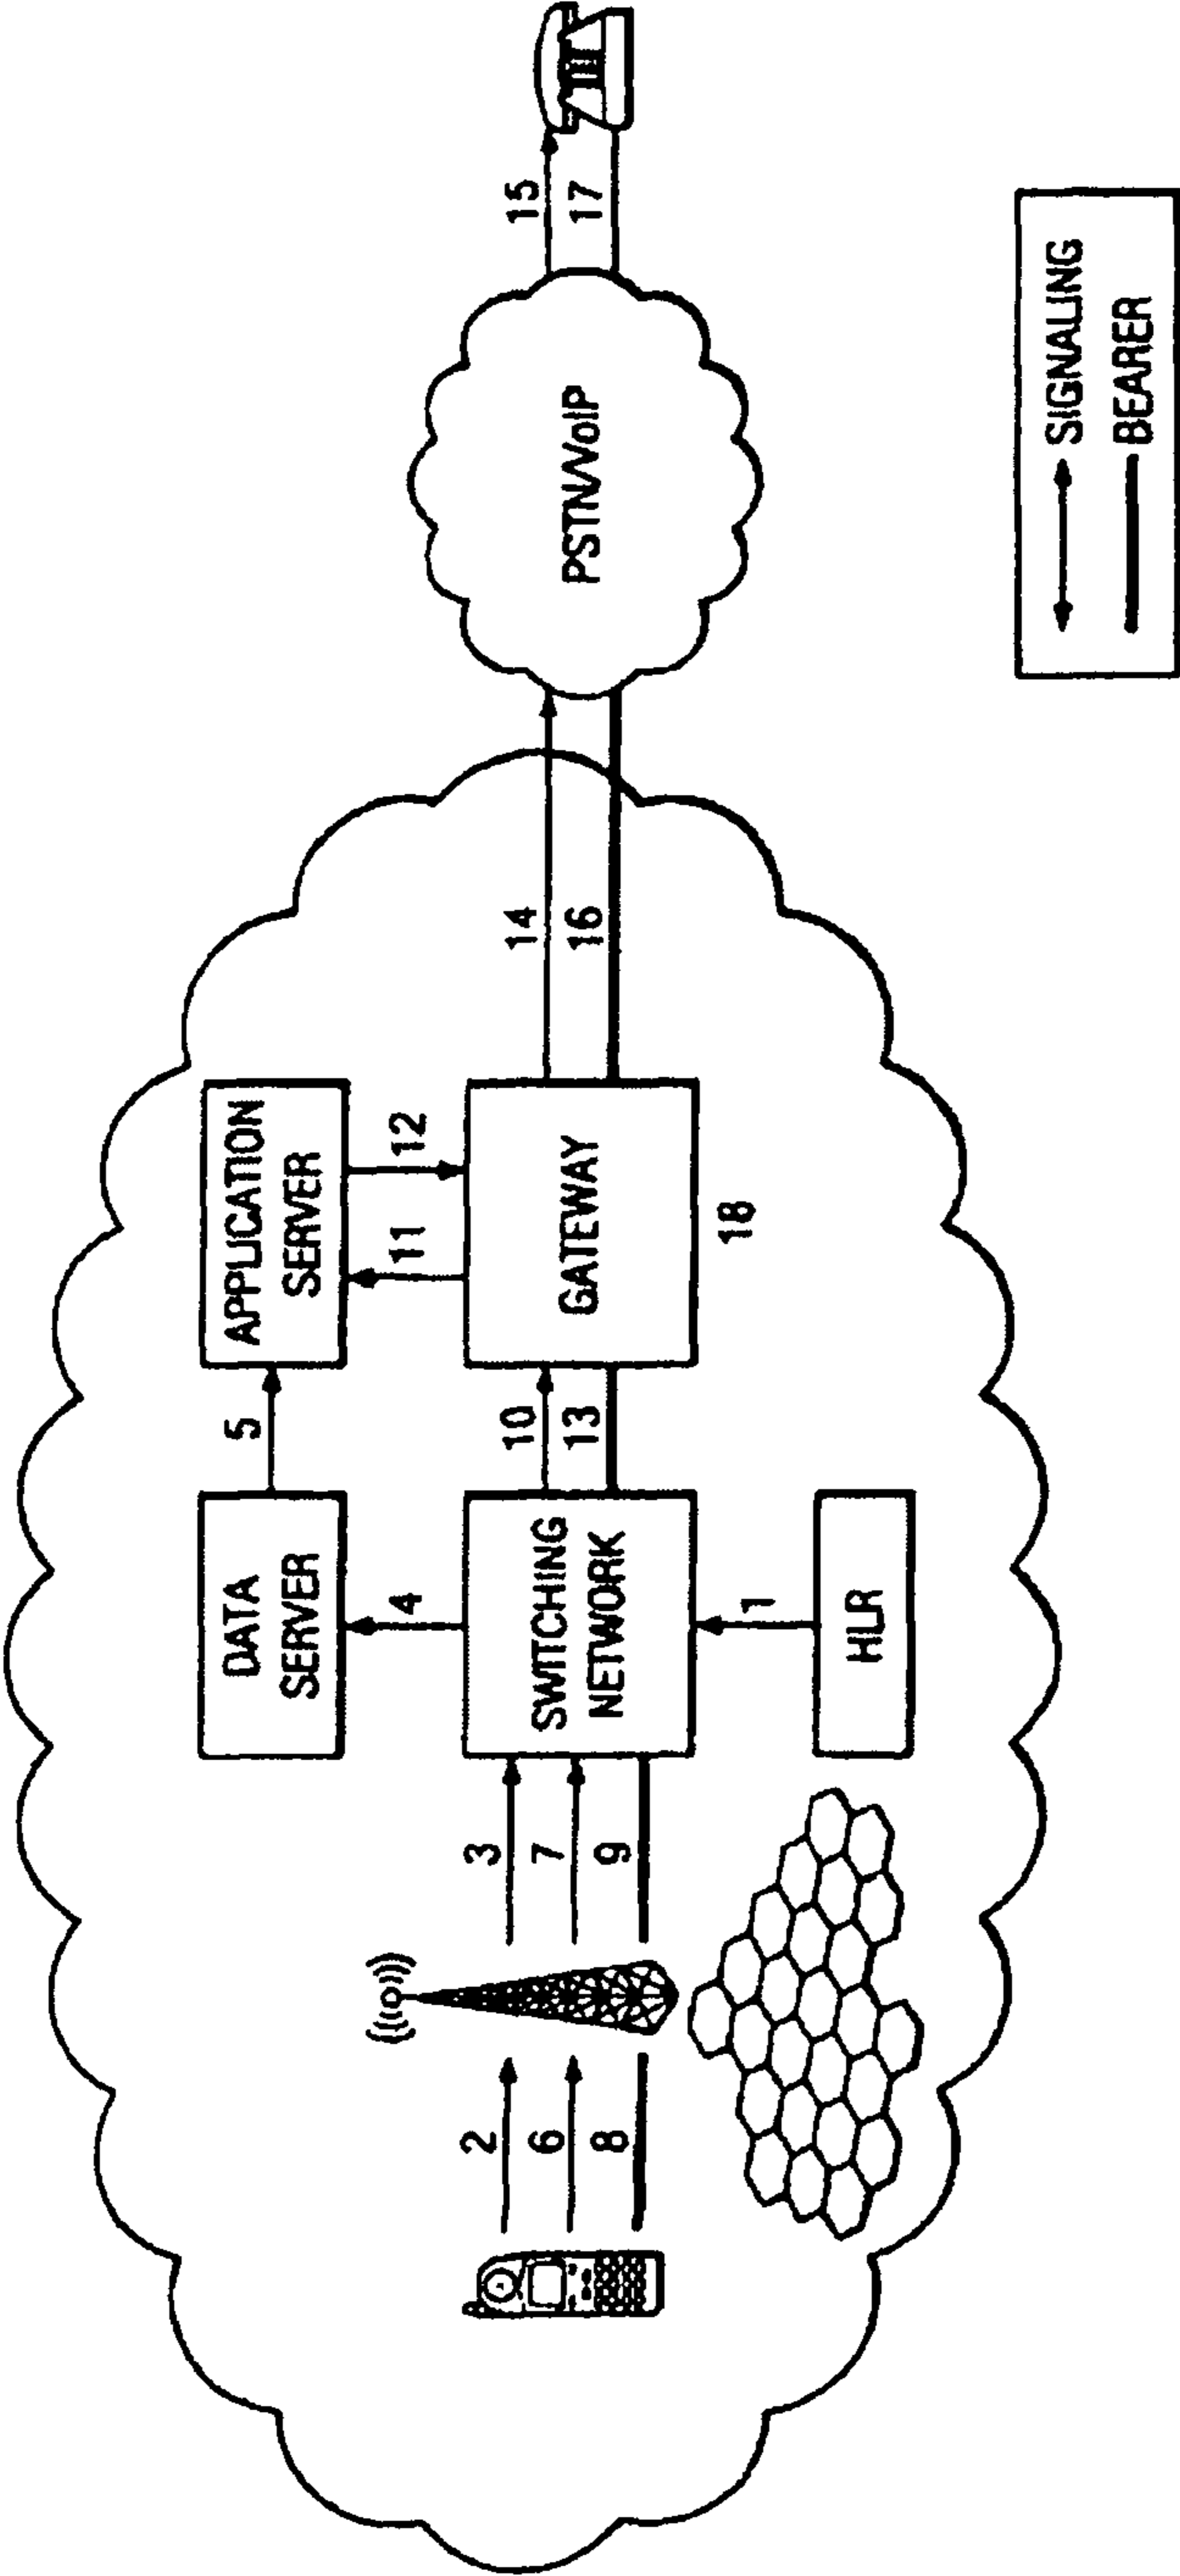 DATA
SERVER
5
APPLICATION
SERVER
4
11
12
2
3
6
7
8
9
SWITCHING
NETWORK
10
13
GATEWAY
14
16
PSTN/VoIP
15
17
1
18
HLR
SIGNALING
BEARER